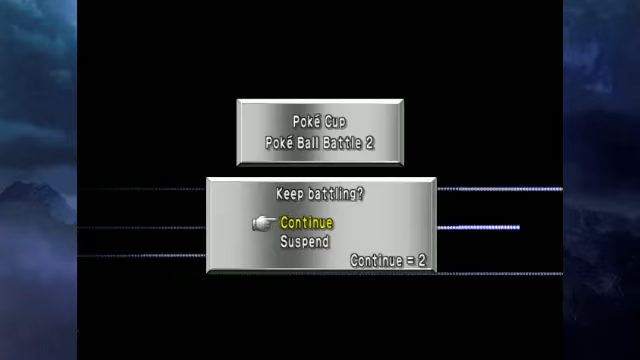 Poké Cup
Poké Ball Battle 2
Keep battling?
Continue
Suspend
Continue = 2